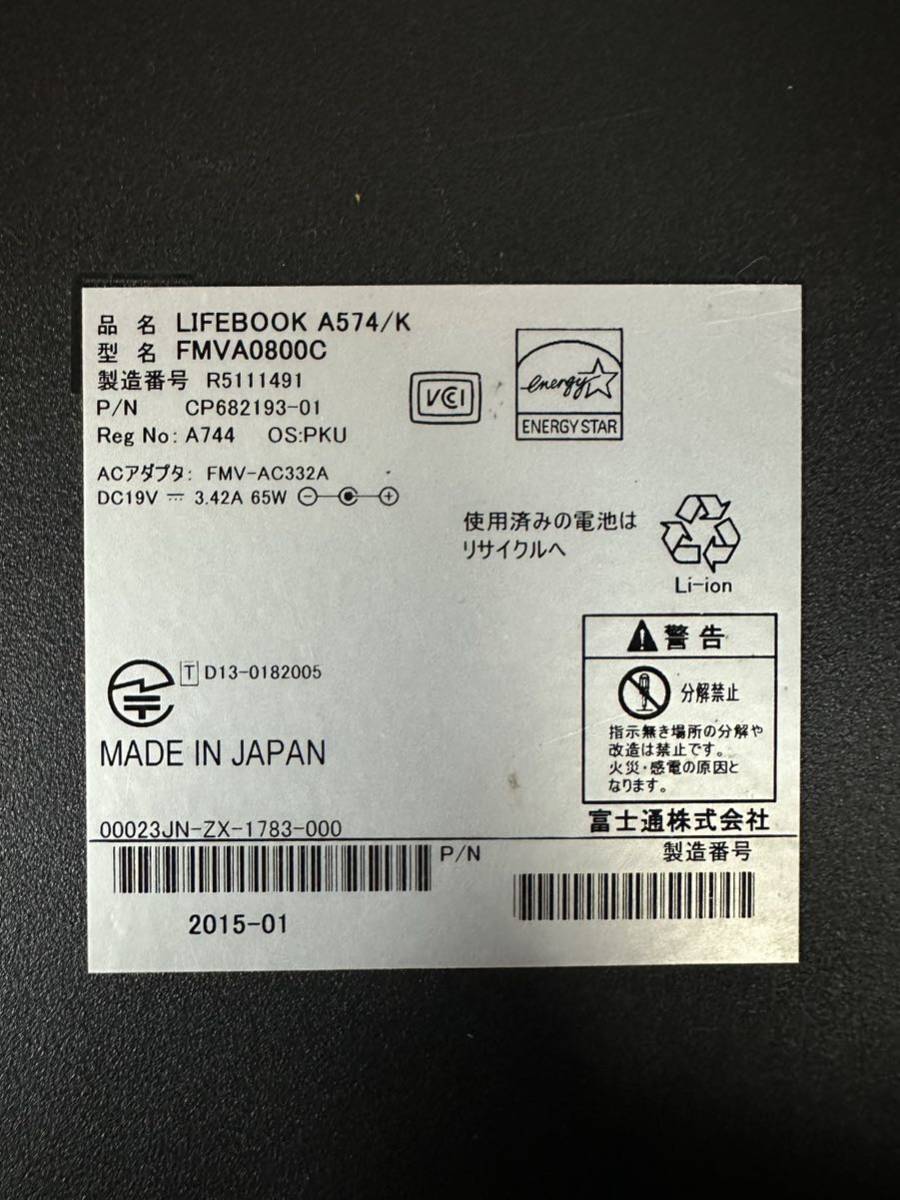 品 名 LIFEBOOK A574/K
型 名 FMVA0800C
製造番号 R5111491
P/N CP682193-01
Reg No: A744 OS:PKU
VCCI
energy
ENERGY STAR
ACアダプタ: FMV-AC332A
DC19V 3.42A 65W
使用済みの電池は
リサイクルへ
Li-ion
警告
分解禁止
指示無き場所の分解や
改造は禁止です。
火災・感電の原因と
なります。
T D13-0182005
MADE IN JAPAN
00023JN-ZX-1783-000
富士通株式会社
P/N
製造番号
2015-01